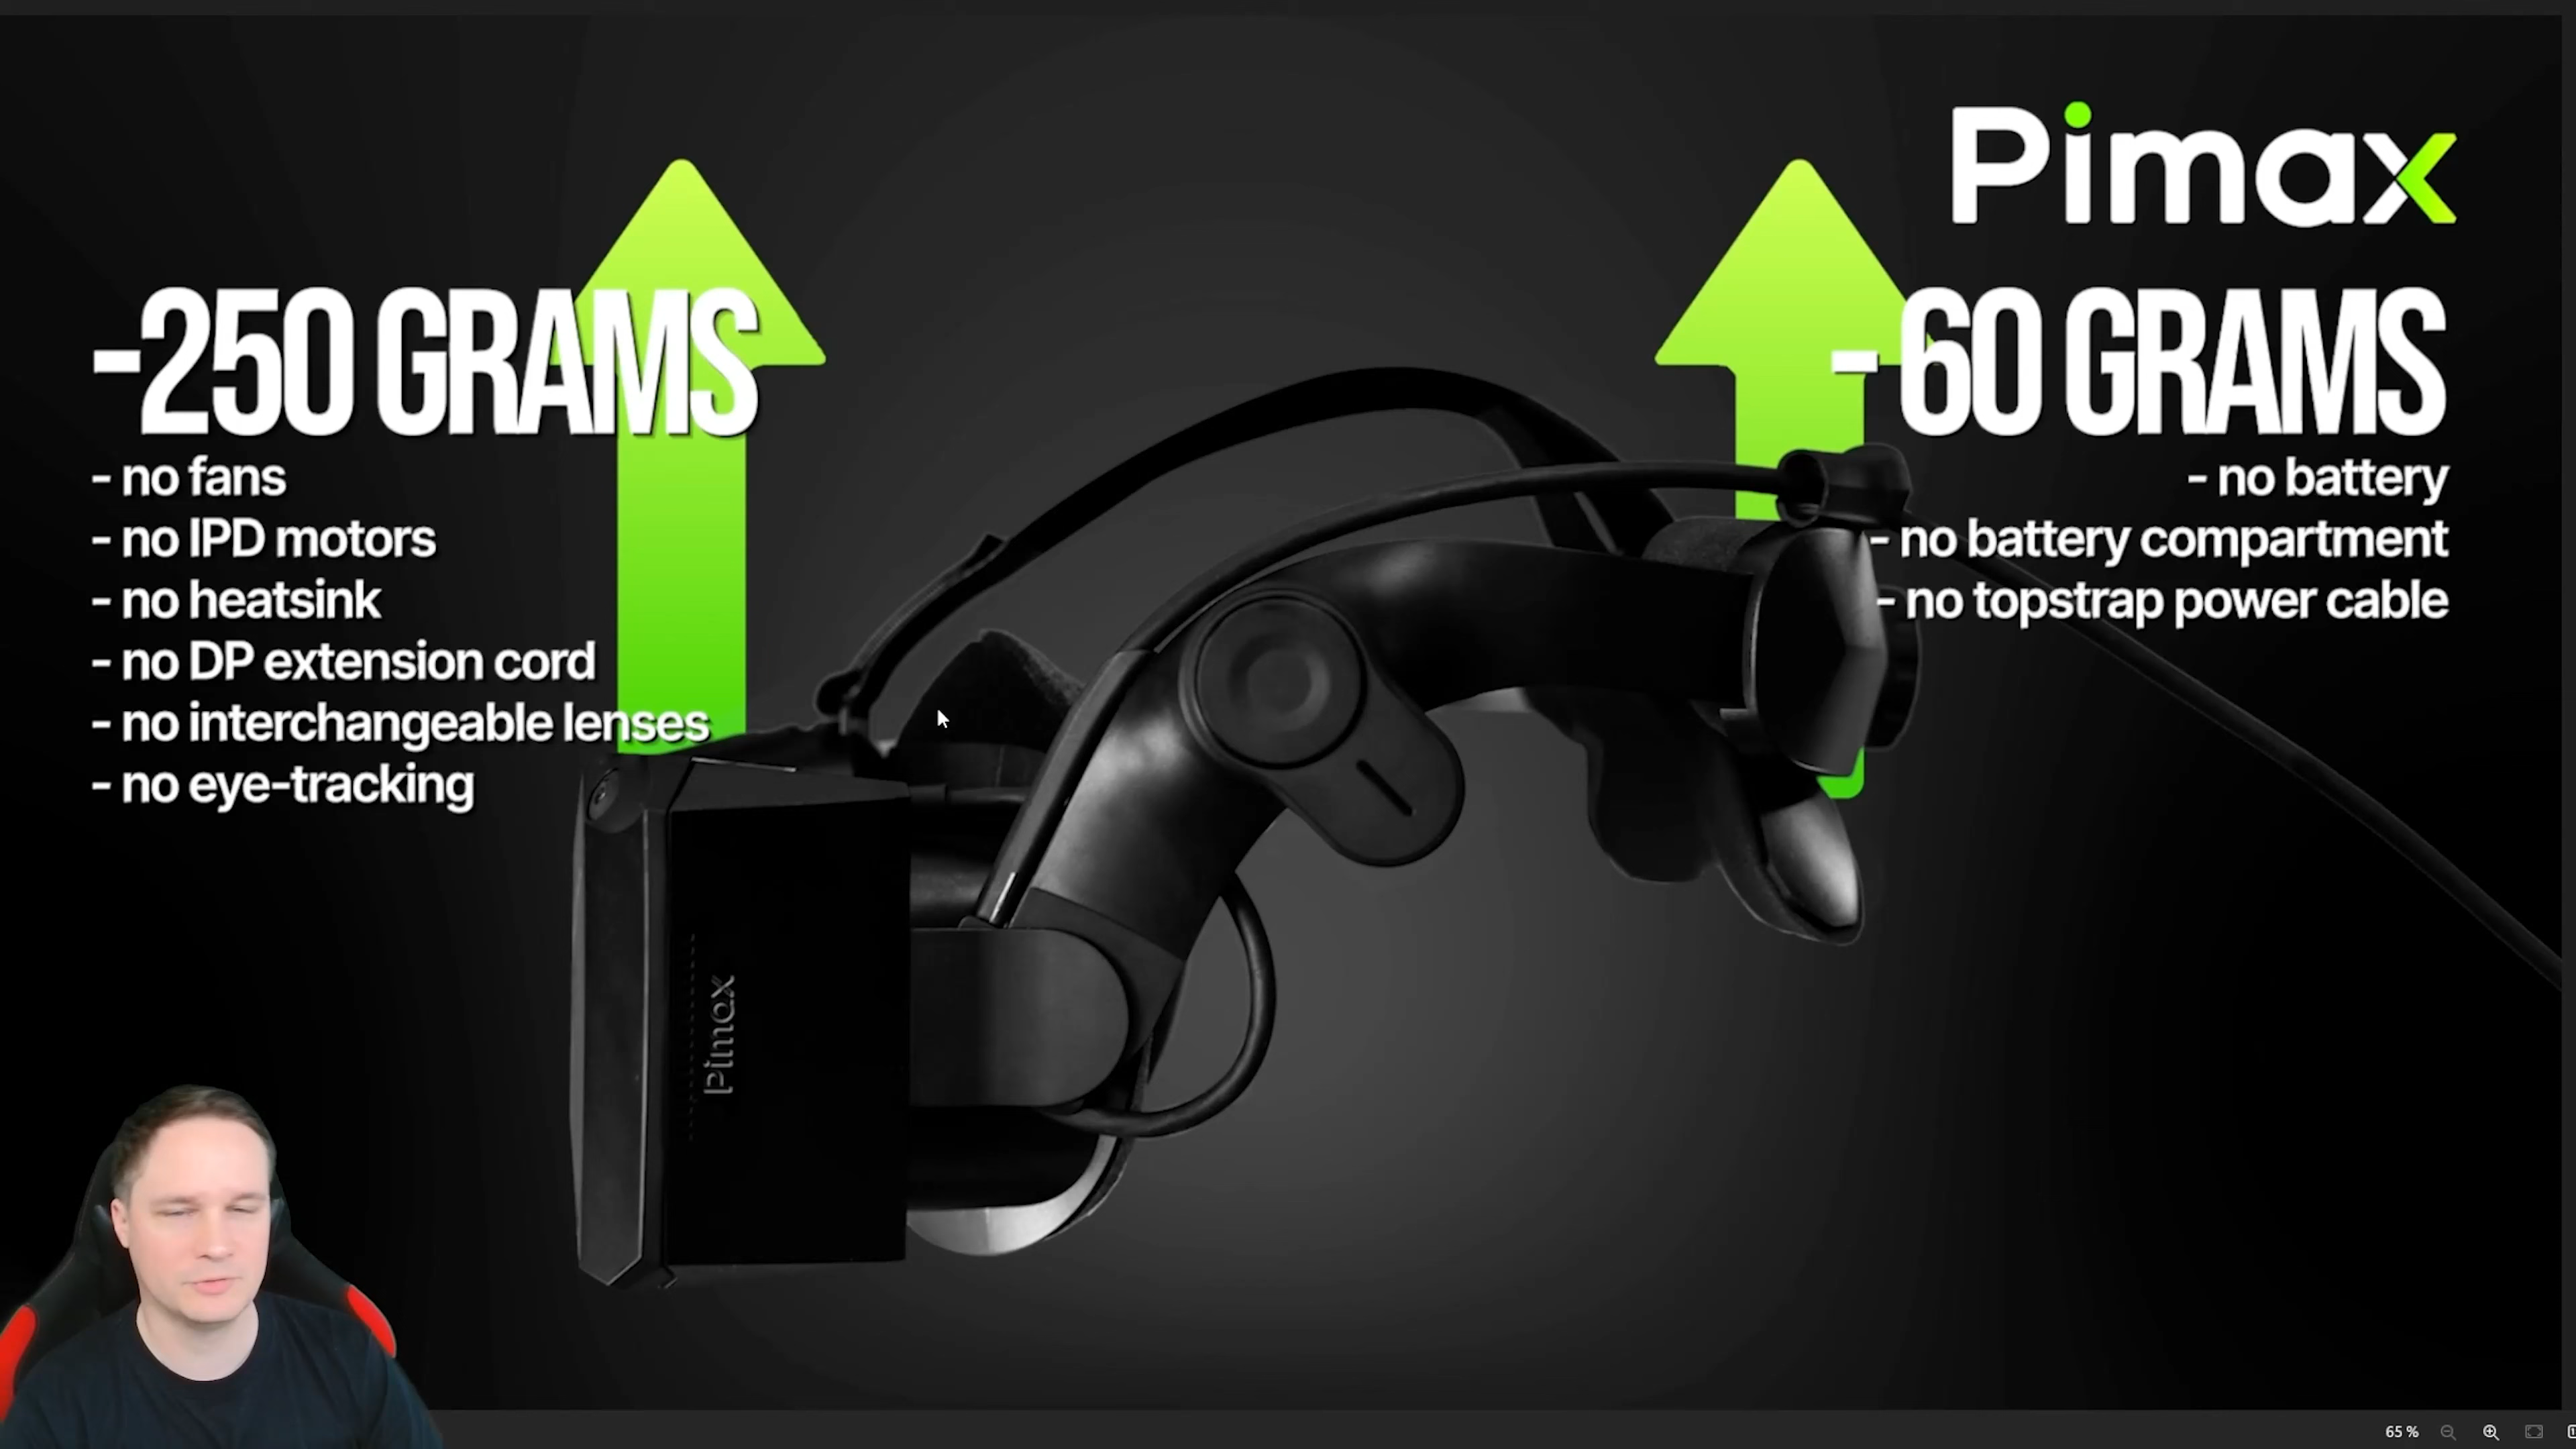 Pimax
-250 GRAMS
- no fans
- no IPD motors
- no heatsink
- no DP extension cord
- no interchangeable lenses
- no eye-tracking
- 60 GRAMS
- no battery
- no battery compartment
- no topstrap power cable
Pimax
65 %